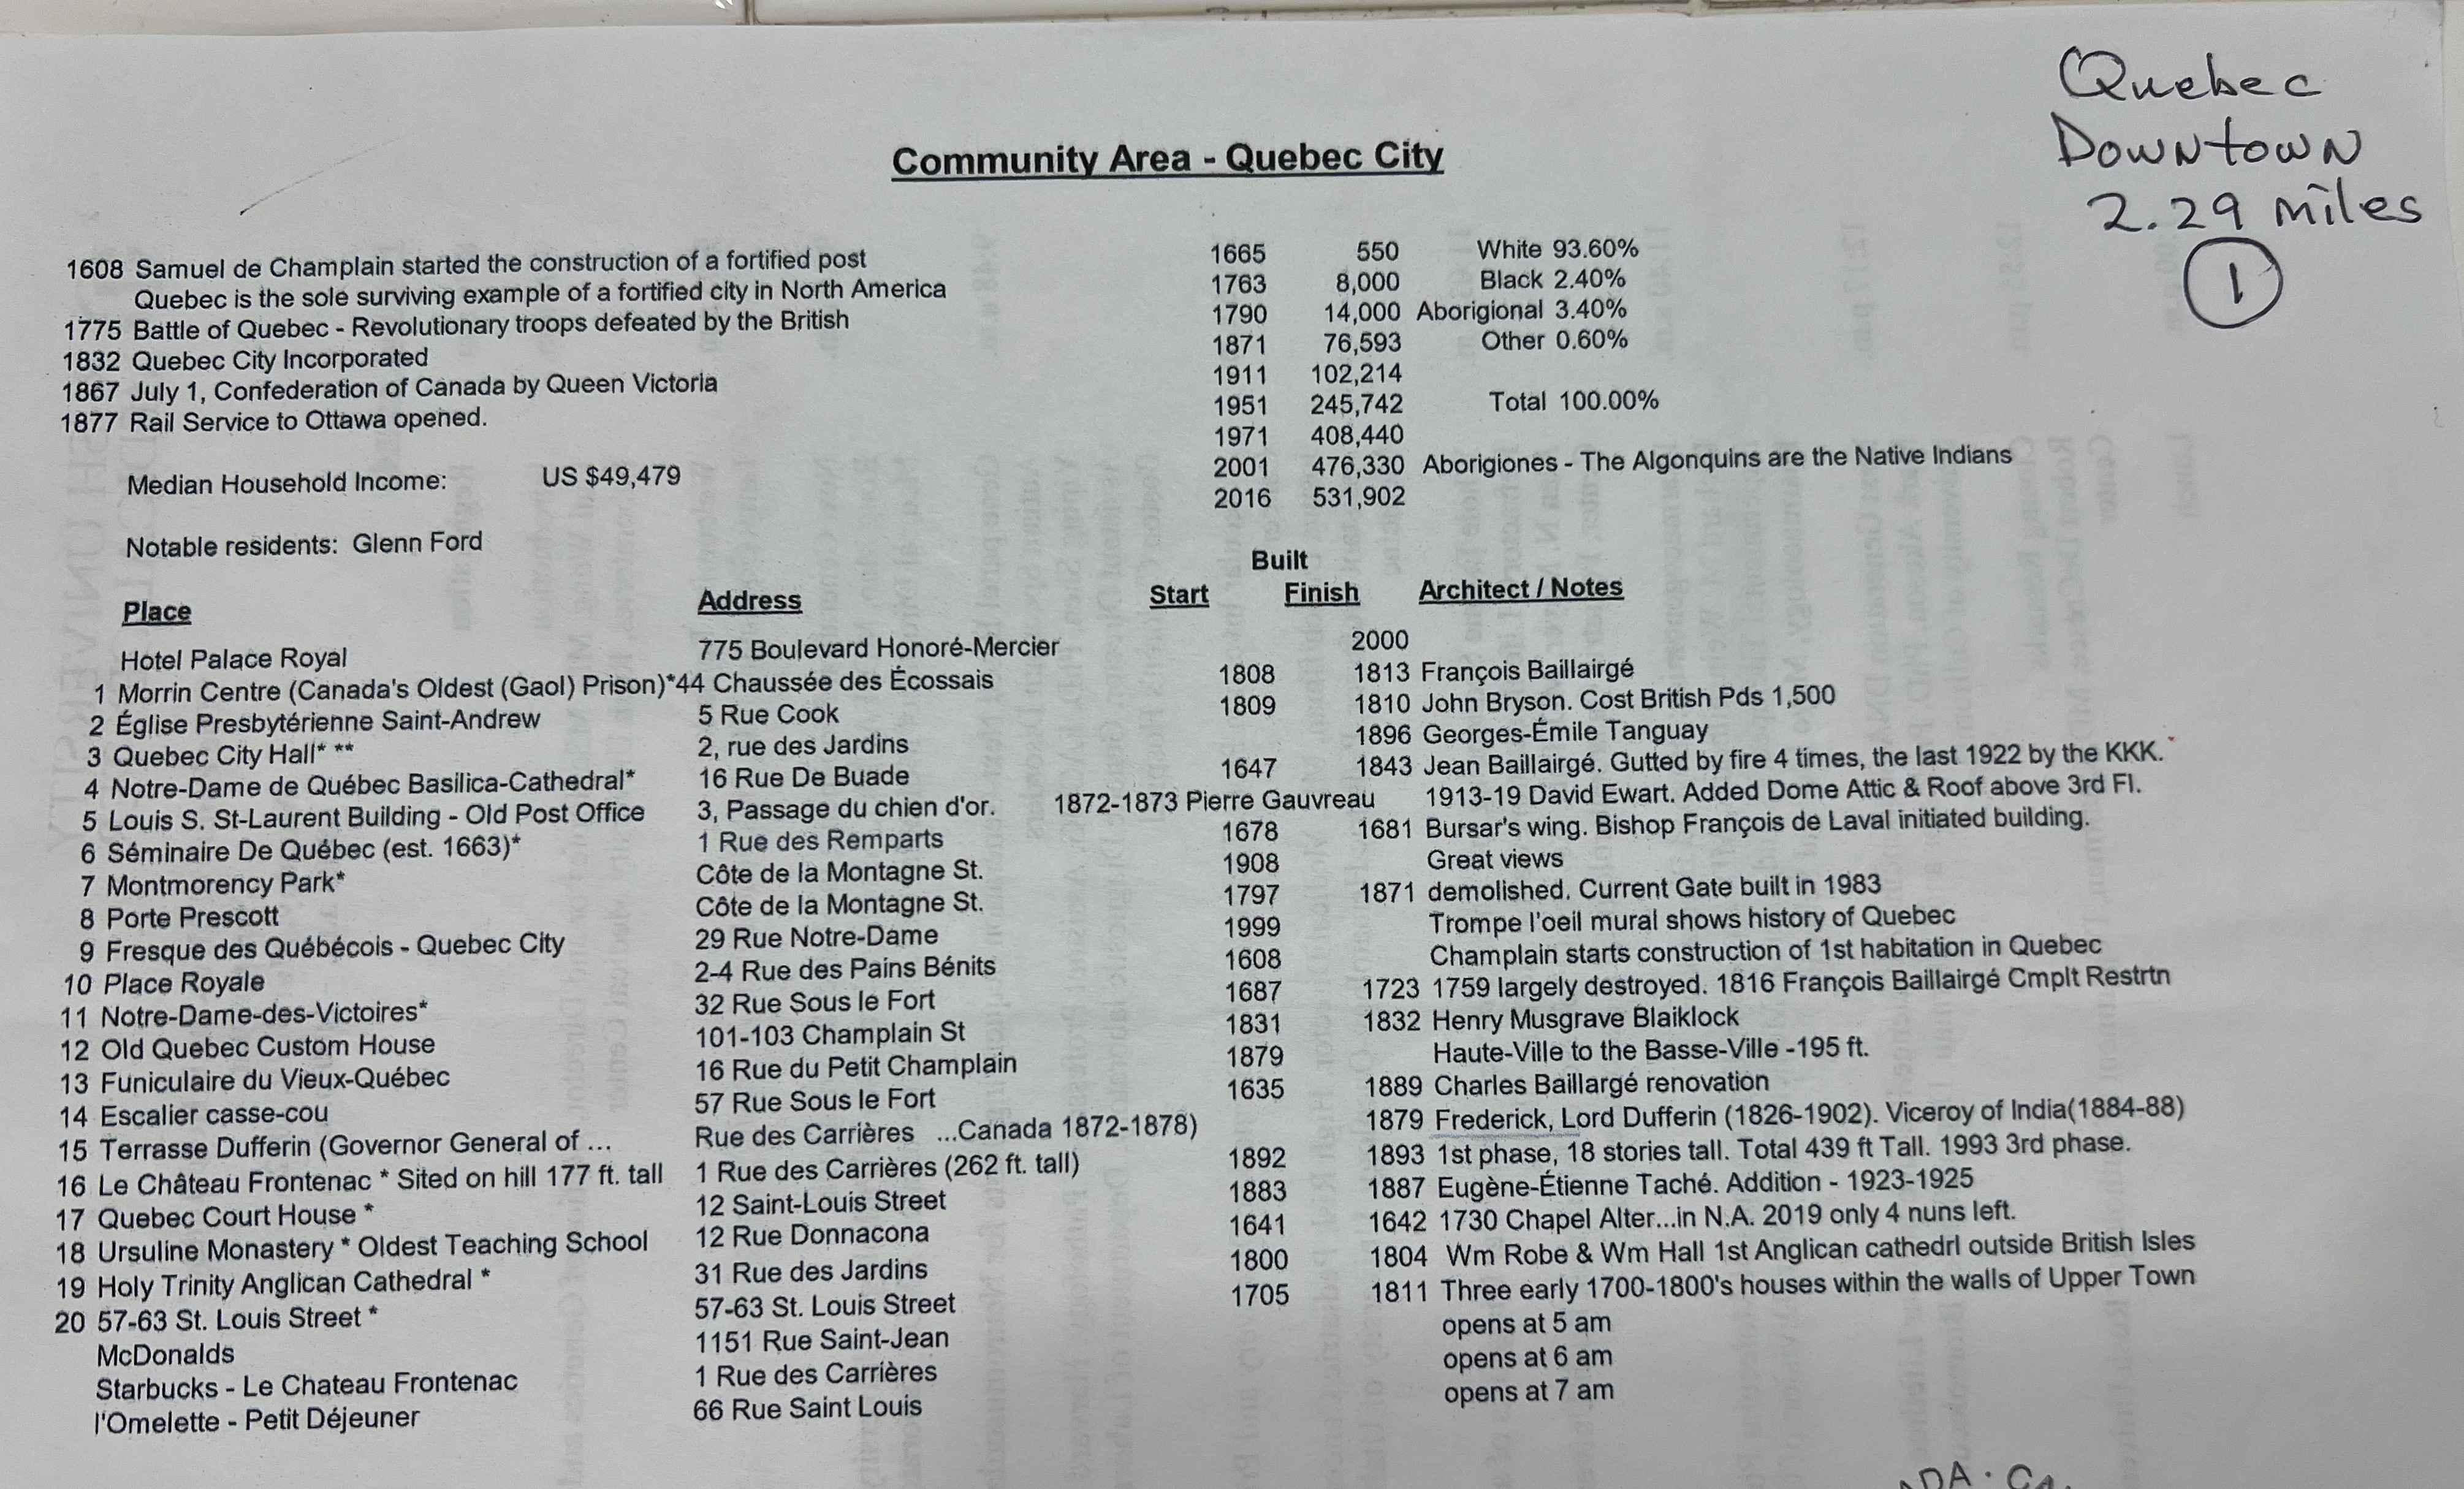 Quebec
Downtown
2.29 miles
1
Community Area - Quebec City
1608 Samuel de Champlain started the construction of a fortified post 1665 550 White 93.60%
Quebec is the sole surviving example of a fortified city in North America 1763 8,000 Black 2.40%
1775 Battle of Quebec - Revolutionary troops defeated by the British 1790 14,000 Aborigional 3.40%
1832 Quebec City Incorporated 1871 76,593 Other 0.60%
1867 July 1, Confederation of Canada by Queen Victoria 1911 102,214
1877 Rail Service to Ottawa opened. 1951 245,742 Total 100.00%
1971 408,440
Median Household Income: US $49,479 2001 476,330 Aborigiones - The Algonquins are the Native Indians
2016 531,902
Notable residents: Glenn Ford
Built
Place Address Start Finish Architect / Notes
Hotel Palace Royal 775 Boulevard Honoré-Mercier 2000
1 Morrin Centre (Canada's Oldest (Gaol) Prison)*44 Chaussée des Écossais 1808 1813 François Baillairgé
2 Église Presbytérienne Saint-Andrew 5 Rue Cook 1809 1810 John Bryson. Cost British Pds 1,500
3 Quebec City Hall* ** 2, rue des Jardins 1896 Georges-Émile Tanguay
4 Notre-Dame de Québec Basilica-Cathedral* 16 Rue De Buade 1647 1843 Jean Baillairgé. Gutted by fire 4 times, the last 1922 by the KKK.
5 Louis S. St-Laurent Building - Old Post Office 3, Passage du chien d'or. 1872-1873 Pierre Gauvreau 1913-19 David Ewart. Added Dome Attic & Roof above 3rd Fl.
6 Séminaire De Québec (est. 1663)* 1 Rue des Remparts 1678 1681 Bursar's wing. Bishop François de Laval initiated building.
7 Montmorency Park* Côte de la Montagne St. 1908 Great views
8 Porte Prescott Côte de la Montagne St. 1797 1871 demolished. Current Gate built in 1983
9 Fresque des Québécois - Quebec City 29 Rue Notre-Dame 1999 Trompe l'oeil mural shows history of Quebec
10 Place Royale 2-4 Rue des Pains Bénits 1608 Champlain starts construction of 1st habitation in Quebec
11 Notre-Dame-des-Victoires* 32 Rue Sous le Fort 1687 1723 1759 largely destroyed. 1816 François Baillairgé Cmplt Restrtn
12 Old Quebec Custom House 101-103 Champlain St 1831 1832 Henry Musgrave Blaiklock
13 Funiculaire du Vieux-Québec 16 Rue du Petit Champlain 1879 Haute-Ville to the Basse-Ville -195 ft.
14 Escalier casse-cou 57 Rue Sous le Fort 1635 1889 Charles Baillargé renovation
15 Terrasse Dufferin (Governor General of ... Rue des Carrières ...Canada 1872-1878) 1879 Frederick, Lord Dufferin (1826-1902). Viceroy of India(1884-88)
16 Le Château Frontenac * Sited on hill 177 ft. tall 1 Rue des Carrières (262 ft. tall) 1892 1893 1st phase, 18 stories tall. Total 439 ft Tall. 1993 3rd phase.
17 Quebec Court House * 12 Saint-Louis Street 1883 1887 Eugène-Étienne Taché. Addition - 1923-1925
18 Ursuline Monastery * Oldest Teaching School 12 Rue Donnacona 1641 1642 1730 Chapel Alter...in N.A. 2019 only 4 nuns left.
19 Holy Trinity Anglican Cathedral * 31 Rue des Jardins 1800 1804 Wm Robe & Wm Hall 1st Anglican cathedrl outside British Isles
20 57-63 St. Louis Street * 57-63 St. Louis Street 1705 1811 Three early 1700-1800's houses within the walls of Upper Town
McDonalds 1151 Rue Saint-Jean opens at 5 am
Starbucks - Le Chateau Frontenac 1 Rue des Carrières opens at 6 am
l'Omelette - Petit Déjeuner 66 Rue Saint Louis opens at 7 am